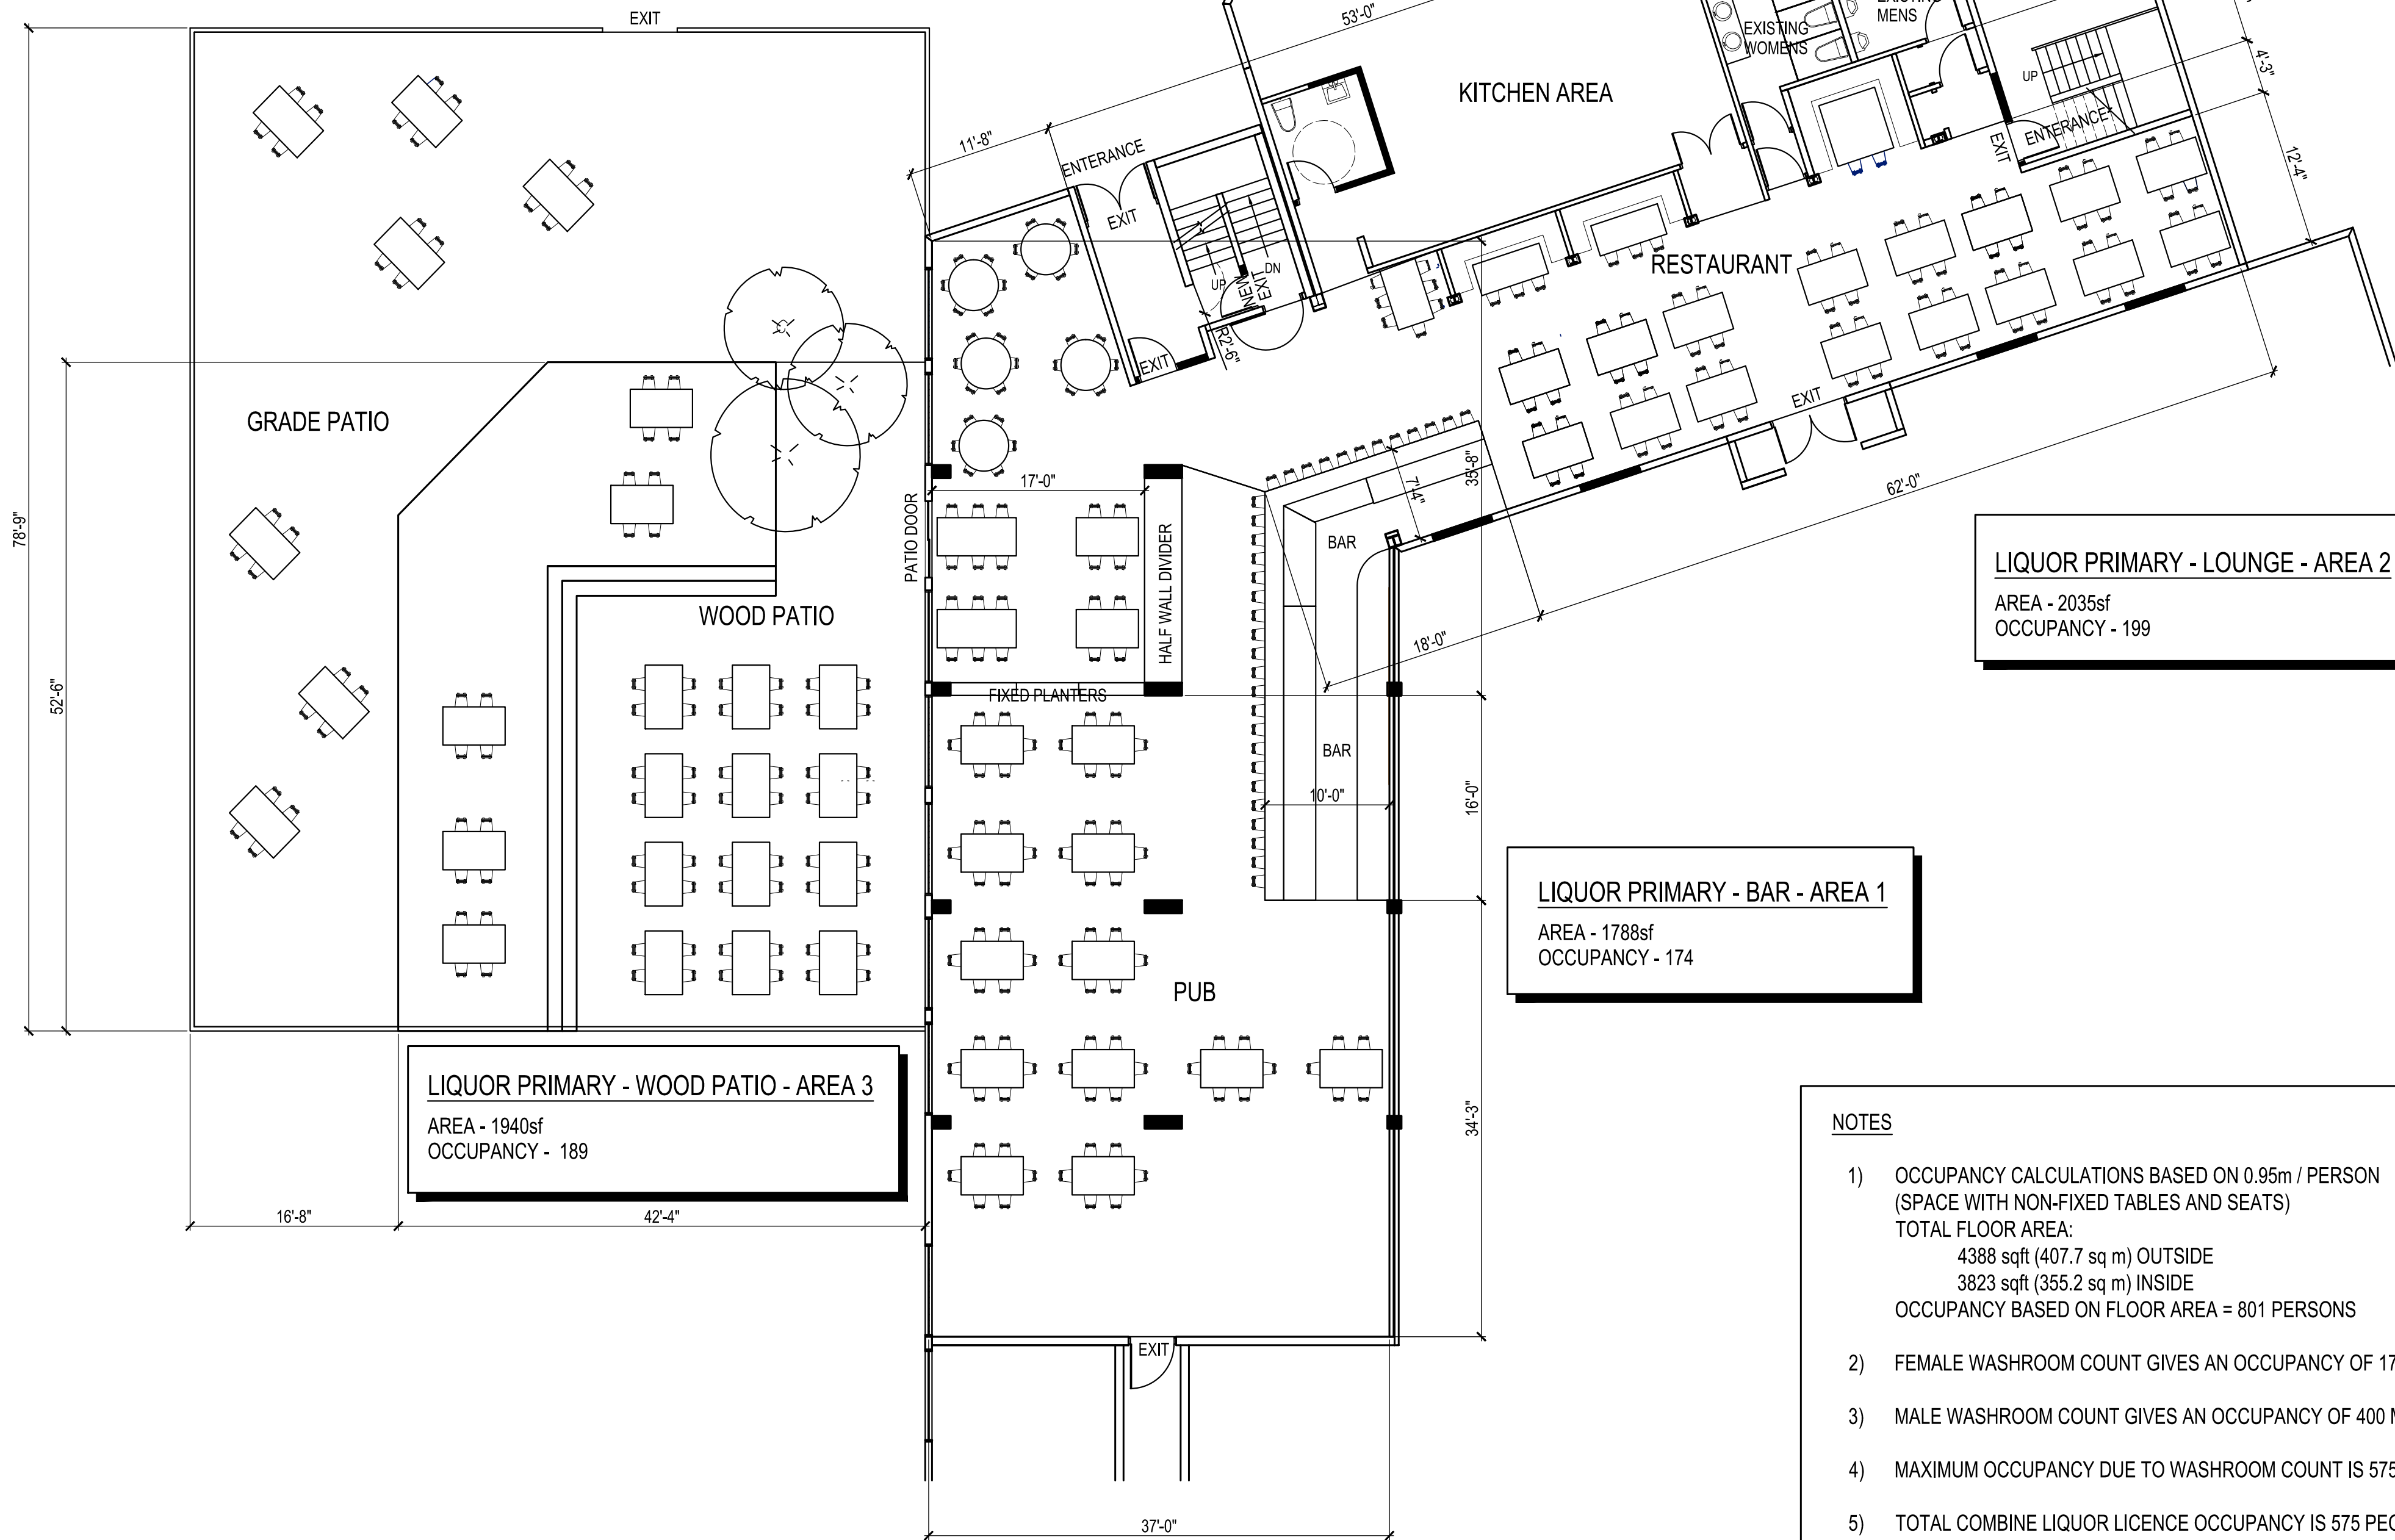 EXIT
53'-0"
EXISTING
WOMENS
MENS
UP
4'-3"
KITCHEN AREA
11'-8"
ENTERANCE
EXIT
ENTERANCE
EXIT
12'-4"
UP
DN
NEW
EXIT
R2'-6"
EXIT
RESTAURANT
EXIT
62'-0"
GRADE PATIO
78'-9"
52'-6"
PATIO DOOR
17'-0"
HALF WALL DIVIDER
BAR
7'-4"
35'-8"
18'-0"
WOOD PATIO
FIXED PLANTERS
BAR
10'-0"
16'-0"
LIQUOR PRIMARY - LOUNGE - AREA 2
AREA - 2035sf
OCCUPANCY - 199
LIQUOR PRIMARY - BAR - AREA 1
AREA - 1788sf
OCCUPANCY - 174
PUB
34'-3"
LIQUOR PRIMARY - WOOD PATIO - AREA 3
AREA - 1940sf
OCCUPANCY - 189
16'-8"
42'-4"
EXIT
37'-0"
NOTES
1) OCCUPANCY CALCULATIONS BASED ON 0.95m / PERSON
(SPACE WITH NON-FIXED TABLES AND SEATS)
TOTAL FLOOR AREA:
4388 sqft (407.7 sq m) OUTSIDE
3823 sqft (355.2 sq m) INSIDE
OCCUPANCY BASED ON FLOOR AREA = 801 PERSONS
2) FEMALE WASHROOM COUNT GIVES AN OCCUPANCY OF 17
3) MALE WASHROOM COUNT GIVES AN OCCUPANCY OF 400
4) MAXIMUM OCCUPANCY DUE TO WASHROOM COUNT IS 575
5) TOTAL COMBINE LIQUOR LICENCE OCCUPANCY IS 575